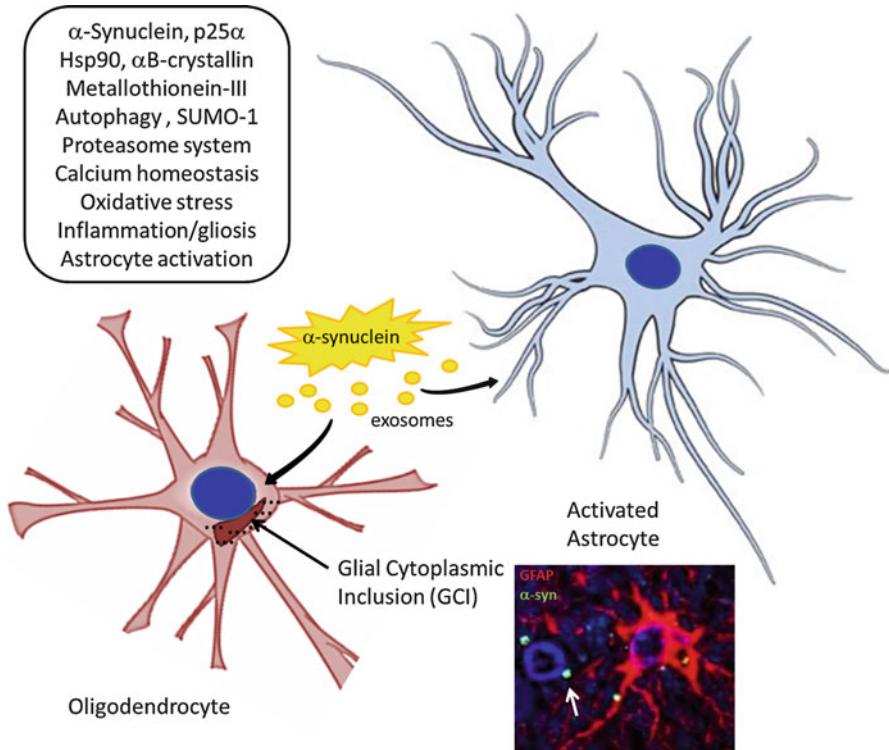 α-Synuclein, p25α
Hsp90, αB-crystallin
Metallothionein-III
Autophagy , SUMO-1
Proteasome system
Calcium homeostasis
Oxidative stress
Inflammation/gliosis
Astrocyte activation
α-synuclein
exosomes
Activated
Astrocyte
Glial Cytoplasmic
Inclusion (GCI)
GFAP
α-syn
Oligodendrocyte